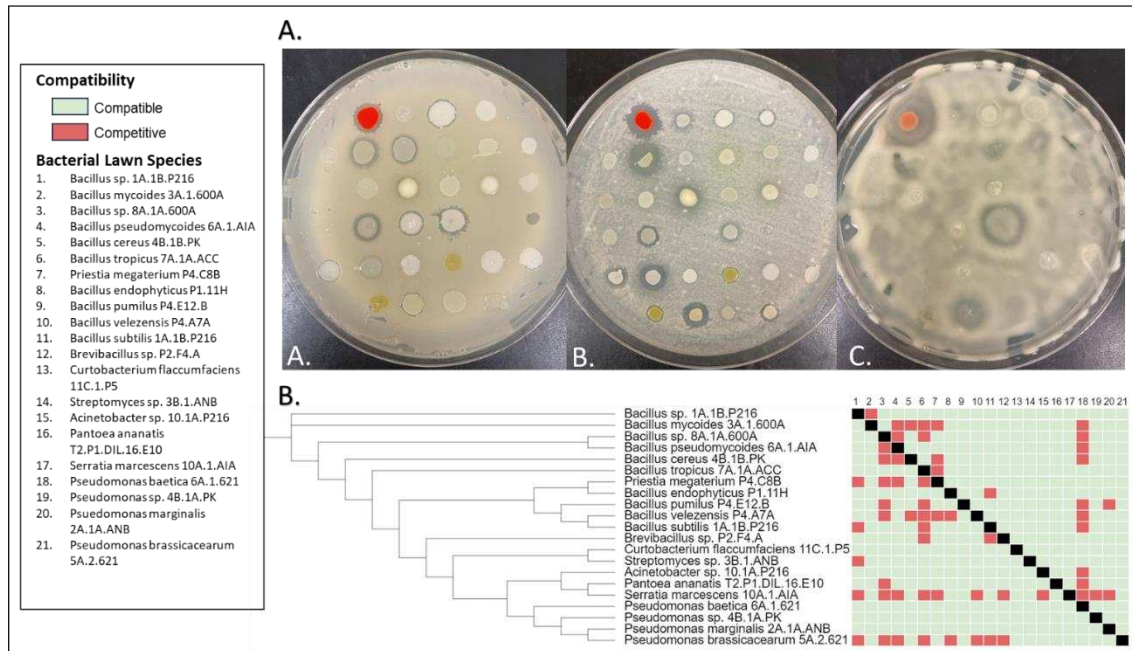 A.
Compatibility
Compatible
Competitive
Bacterial Lawn Species
1. Bacillus sp. 1A.1B.P216
2. Bacillus mycoides 3A.1.600A
3. Bacillus sp. 8A.1A.600A
4. Bacillus pseudomycoides 6A.1.AIA
5. Bacillus cereus 4B.1B.PK
6. Bacillus tropicus 7A.1A.ACC
7. Priestia megaterium P4.C8B
8. Bacillus endophyticus P1.11H
9. Bacillus pumilus P4.E12.B
10. Bacillus velezensis P4.A7A
11. Bacillus subtilis 1A.1B.P216
12. Brevibacillus sp. P2.F4.A
13. Curtobacterium flaccumfaciens
11C.1.P5
14. Streptomyces sp. 3B.1.ANB
15. Acinetobacter sp. 10.1A.P216
16. Pantoea ananatis
T2.P1.DIL.16.E10
17. Serratia marcescens 10A.1.AIA
18. Pseudomonas baetica 6A.1.621
19. Pseudomonas sp. 4B.1A.PK
20. Psuedomonas marginalis
2A.1A.ANB
21. Pseudomonas brassicacearum
5A.2.621
A.
B.
C.
B.
1 2 3 4 5 6 7 8 9 10 11 12 13 14 15 16 17 18 19 20 21
Bacillus sp. 1A.1B.P216
Bacillus mycoides 3A.1.600A
Bacillus sp. 8A.1A.600A
Bacillus pseudomycoides 6A.1.AIA
Bacillus cereus 4B.1B.PK
Bacillus tropicus 7A.1A.ACC
Priestia megaterium P4.C8B
Bacillus endophyticus P1.11H
Bacillus pumilus P4.E12.B
Bacillus velezensis P4.A7A
Bacillus subtilis 1A.1B.P216
Brevibacillus sp. P2.F4.A
Curtobacterium flaccumfaciens 11C.1.P5
Streptomyces sp. 3B.1.ANB
Acinetobacter sp. 10.1A.P216
Pantoea ananatis T2.P1.DIL.16.E10
Serratia marcescens 10A.1.AIA
Pseudomonas baetica 6A.1.621
Pseudomonas sp. 4B.1A.PK
Pseudomonas marginalis 2A.1A.ANB
Pseudomonas brassicacearum 5A.2.621